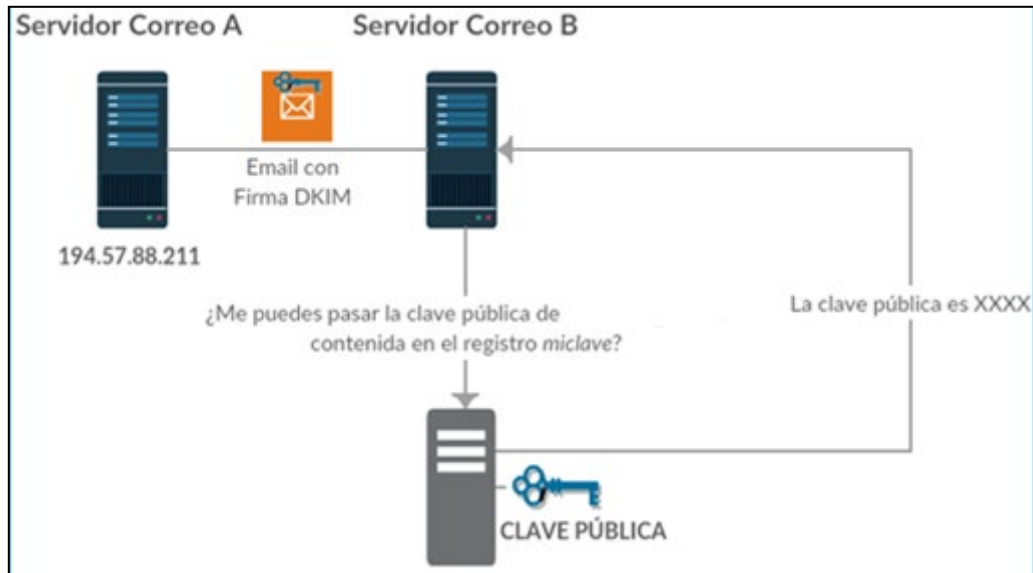 Servidor Correo A
Servidor Correo B
Email con
Firma DKIM
194.57.88.211
¿Me puedes pasar la clave pública de
contenida en el registro miclave?
La clave pública es XXXX
CLAVE PÚBLICA